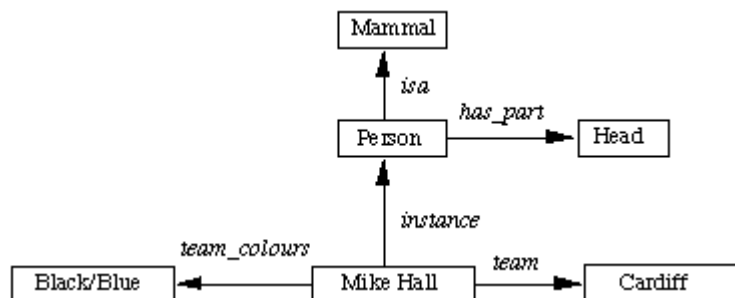 Mammal
isa
has_part
Person
Head
instance
team_colours
team
Black/Blue
Mike Hall
Cardiff